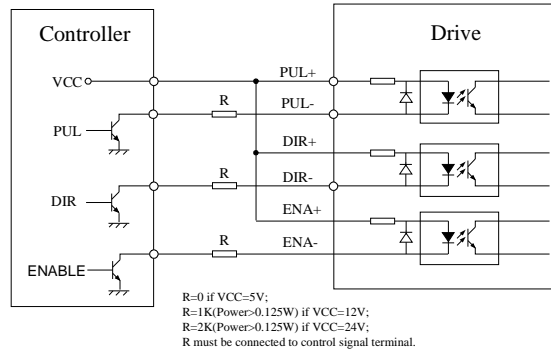 Controller
Drive
VCC
PUL+
R
PUL-
PUL
DIR+
R
DIR-
DIR
ENA+
R
ENA-
ENABLE
R=0 if VCC=5V;
R=1K(Power>0.125W) if VCC=12V;
R=2K(Power>0.125W) if VCC=24V;
R must be connected to control signal terminal.